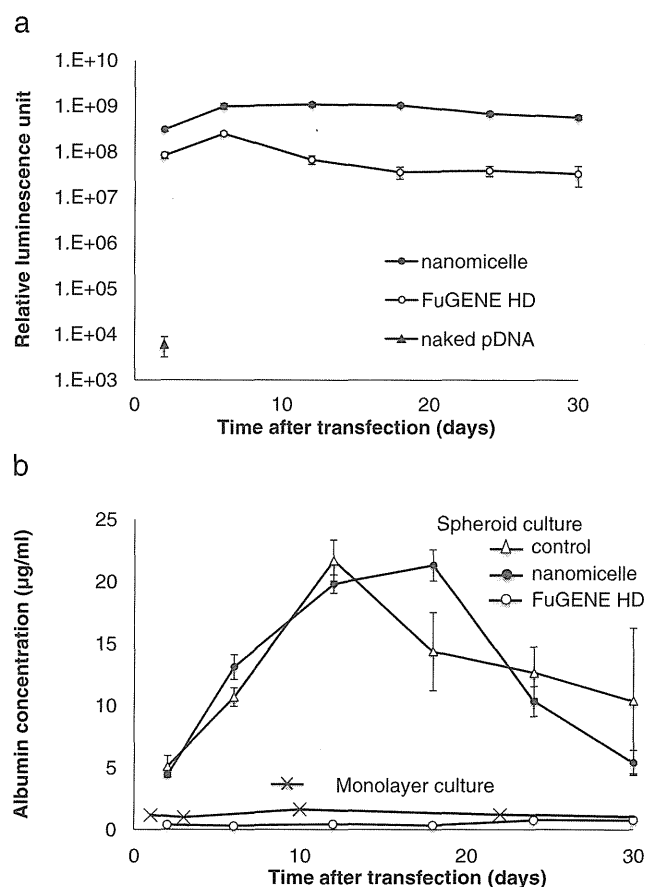 a
Relative luminescence unit
1.E+10
1.E+09
1.E+08
1.E+07
1.E+06
1.E+05
1.E+04
1.E+03
nanomicelle
FuGENE HD
naked pDNA
0 10 20 30
Time after transfection (days)
b
Albumin concentration (µg/ml)
25
20
15
10
5
0
Spheroid culture
control
nanomicelle
FuGENE HD
Monolayer culture
0 10 20 30
Time after transfection (days)